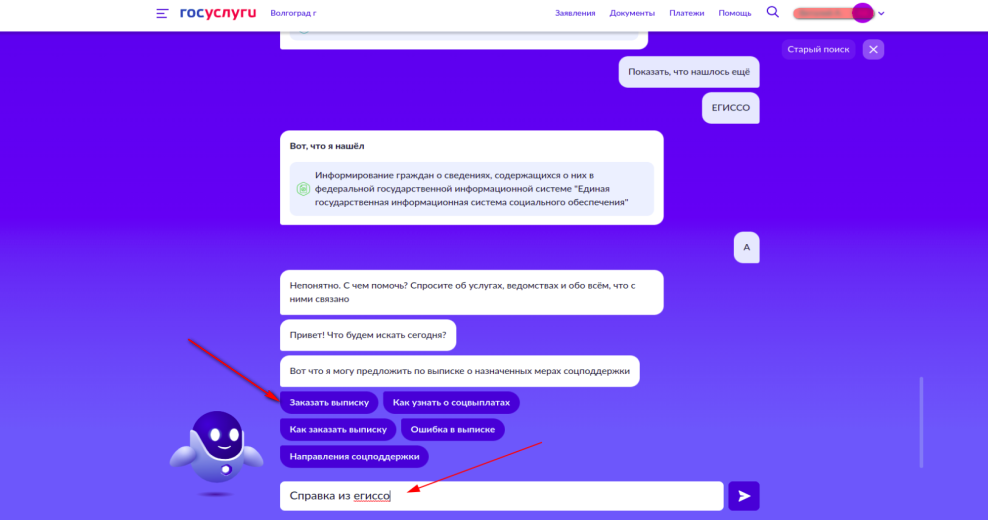 госуслуги Волгоград г Заявления Документы Платежи Помощь
Старый поиск
Показать, что нашлось ещё
ЕГИССО
Вот, что я нашёл
Информирование граждан о сведениях, содержащихся о них в
федеральной государственной информационной системе "Единая
государственная информационная система социального обеспечения"
А
Непонятно. С чем помочь? Спросите об услугах, ведомствах и обо всём, что с
ними связано
Привет! Что будем искать сегодня?
Вот что я могу предложить по выписке о назначенных мерах соцподдержки
Заказать выписку Как узнать о соцвыплатах
Как заказать выписку Ошибка в выписке
Направления соцподдержки
Справка из егиссо